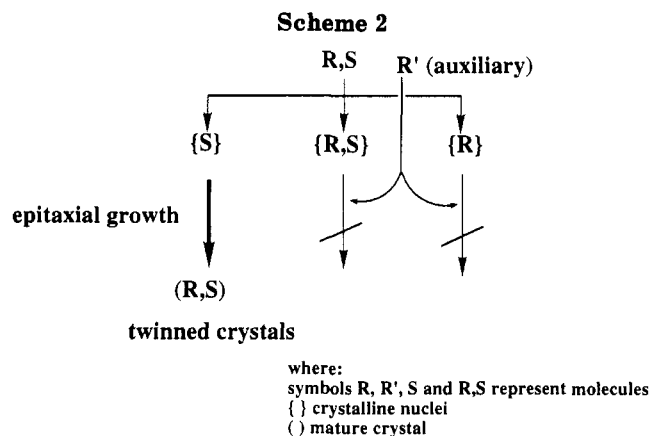 Scheme 2
R,S R' (auxiliary)
{S} {R,S} {R}
epitaxial growth
(R,S)
twinned crystals
where:
symbols R, R', S and R,S represent molecules
{ } crystalline nuclei
( ) mature crystal